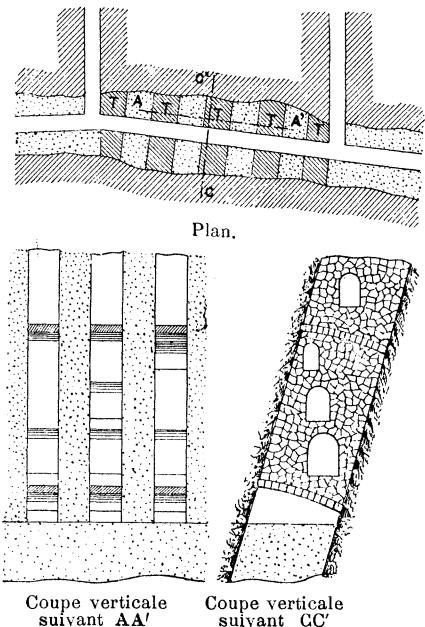 C'
T A T T T A' T
C
Plan.
Coupe verticale
suivant AA'
Coupe verticale
suivant CC'